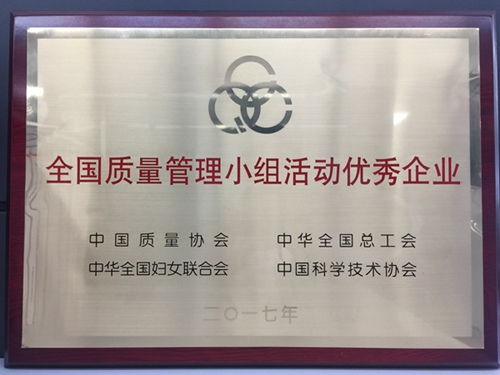 全国质量管理小组活动优秀企业
中国质量协会 中华全国总工会
中华全国妇女联合会 中国科学技术协会
二〇一七年